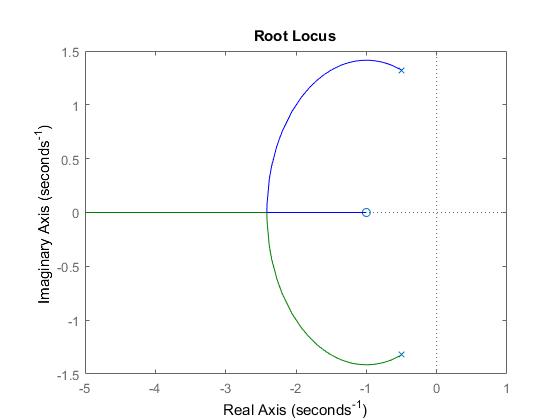 Root Locus
Imaginary Axis (seconds⁻¹)
1.5
1
0.5
0
-0.5
-1
-1.5
-5 -4 -3 -2 -1 0 1
Real Axis (seconds⁻¹)